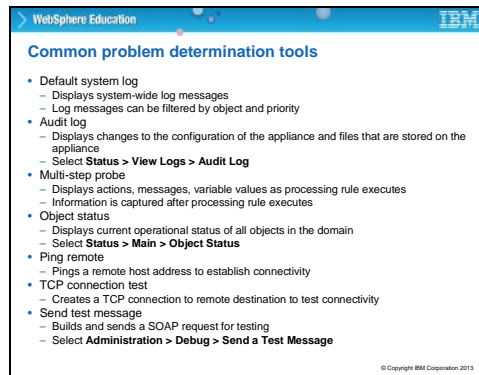 WebSphere Education
IBM
Common problem determination tools
• Default system log
– Displays system-wide log messages
– Log messages can be filtered by object and priority
• Audit log
– Displays changes to the configuration of the appliance and files that are stored on the
appliance
– Select Status > View Logs > Audit Log
• Multi-step probe
– Displays actions, messages, variable values as processing rule executes
– Information is captured after processing rule executes
• Object status
– Displays current operational status of all objects in the domain
– Select Status > Main > Object Status
• Ping remote
– Pings a remote host address to establish connectivity
• TCP connection test
– Creates a TCP connection to remote destination to test connectivity
• Send test message
– Builds and sends a SOAP request for testing
– Select Administration > Debug > Send a Test Message
© Copyright IBM Corporation 2013